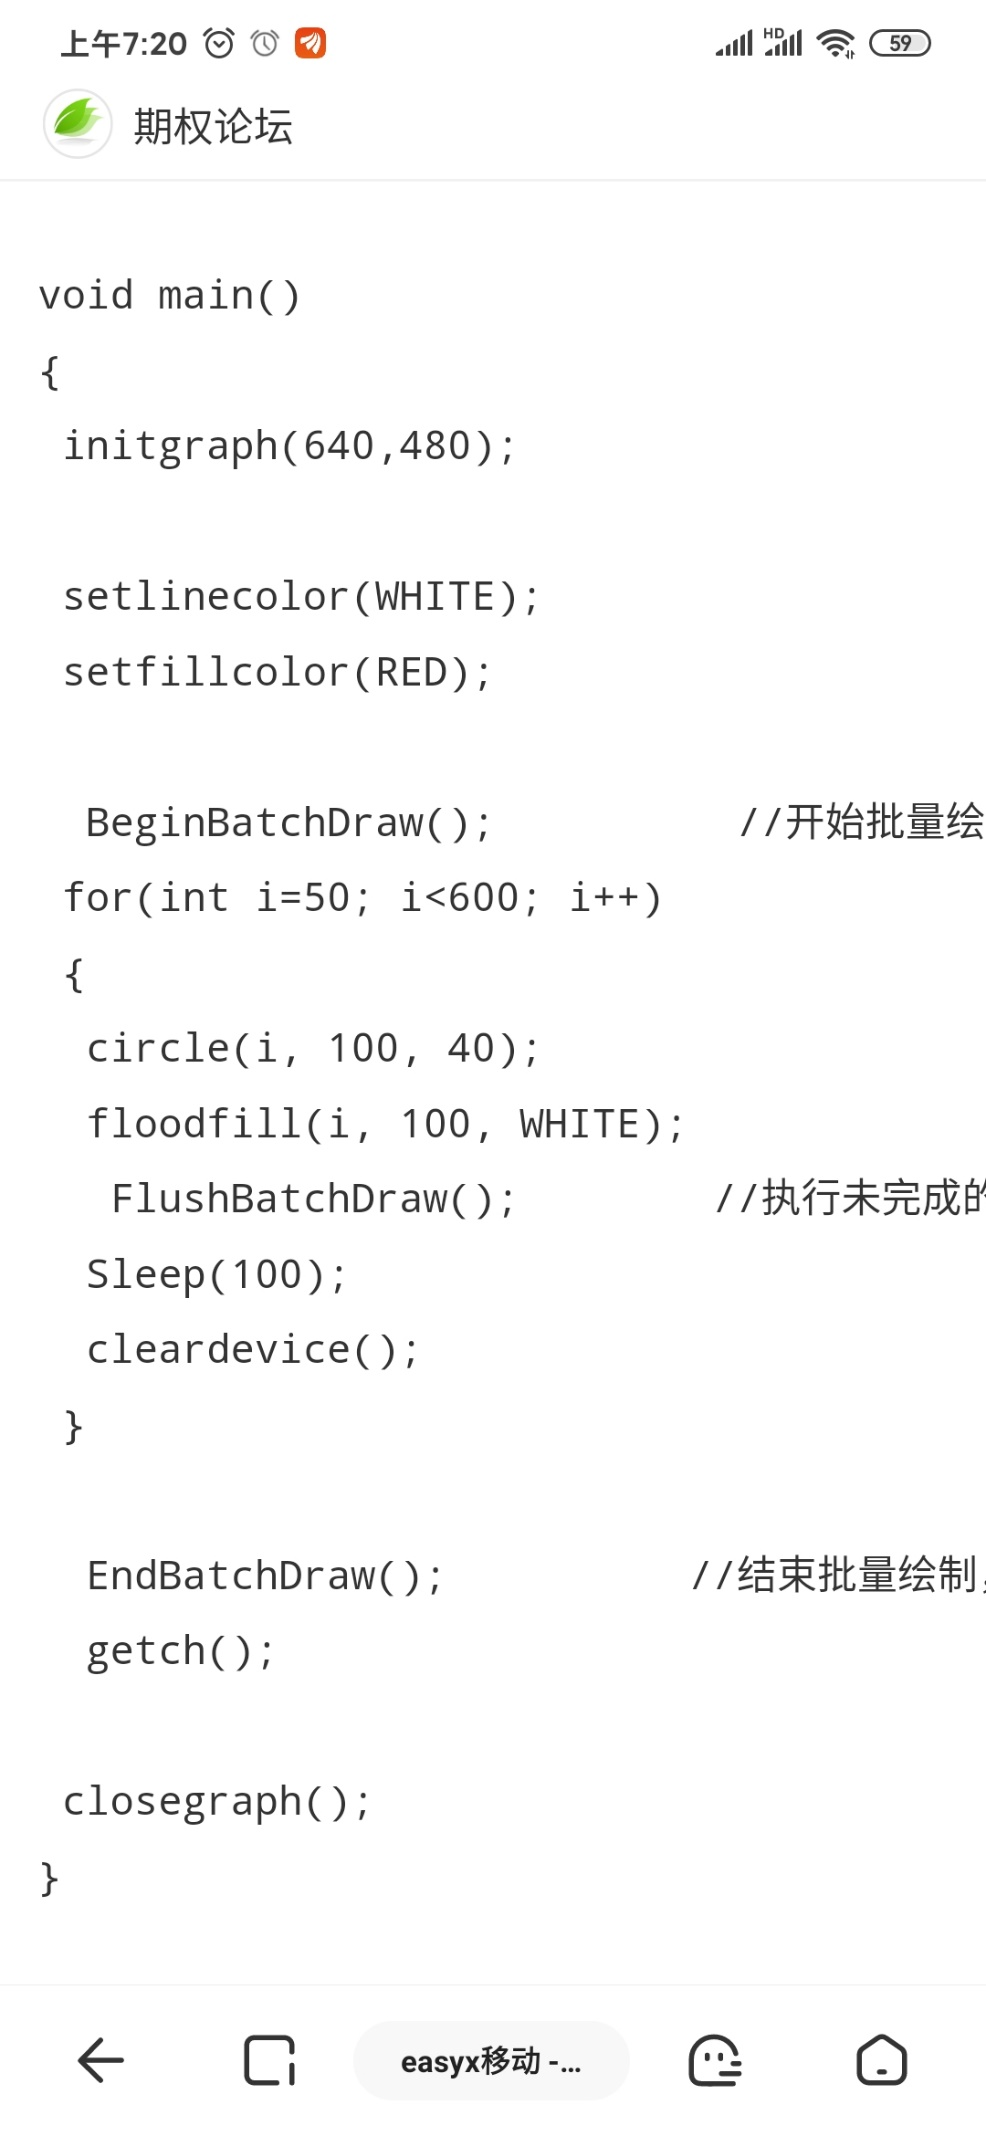 上午7:20 HD 59
期权论坛
void main()
{
initgraph(640,480);
setlinecolor(WHITE);
setfillcolor(RED);
BeginBatchDraw(); //开始批量绘
for(int i=50; i<600; i++)
{
circle(i, 100, 40);
floodfill(i, 100, WHITE);
FlushBatchDraw(); //执行未完成的
Sleep(100);
cleardevice();
}
EndBatchDraw(); //结束批量绘制,
getch();
closegraph();
}
easyx移动 -...